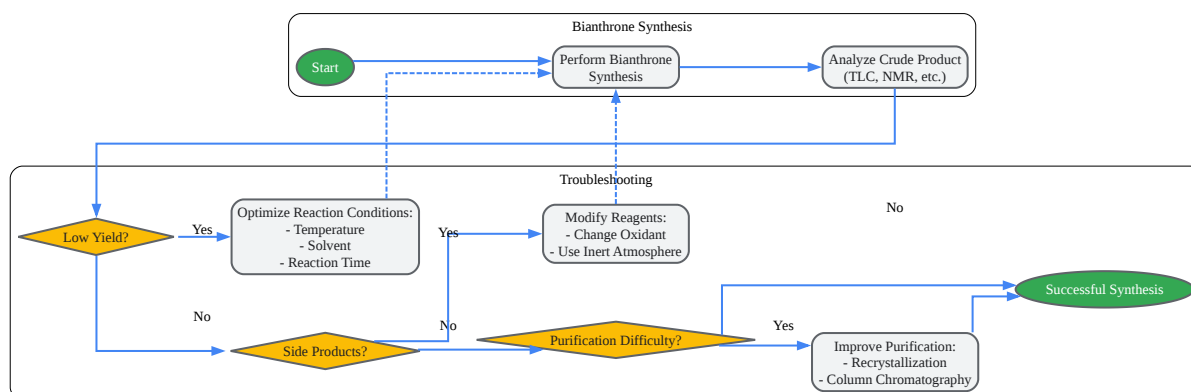 Bianthrone Synthesis
Start
Perform Bianthrone
Synthesis
Analyze Crude Product
(TLC, NMR, etc.)
Troubleshooting
Low Yield?
Yes
Optimize Reaction Conditions:
- Temperature
- Solvent
- Reaction Time
Yes
Modify Reagents:
- Change Oxidant
- Use Inert Atmosphere
No
Successful Synthesis
No
Side Products?
No
Purification Difficulty?
Yes
Improve Purification:
- Recrystallization
- Column Chromatography